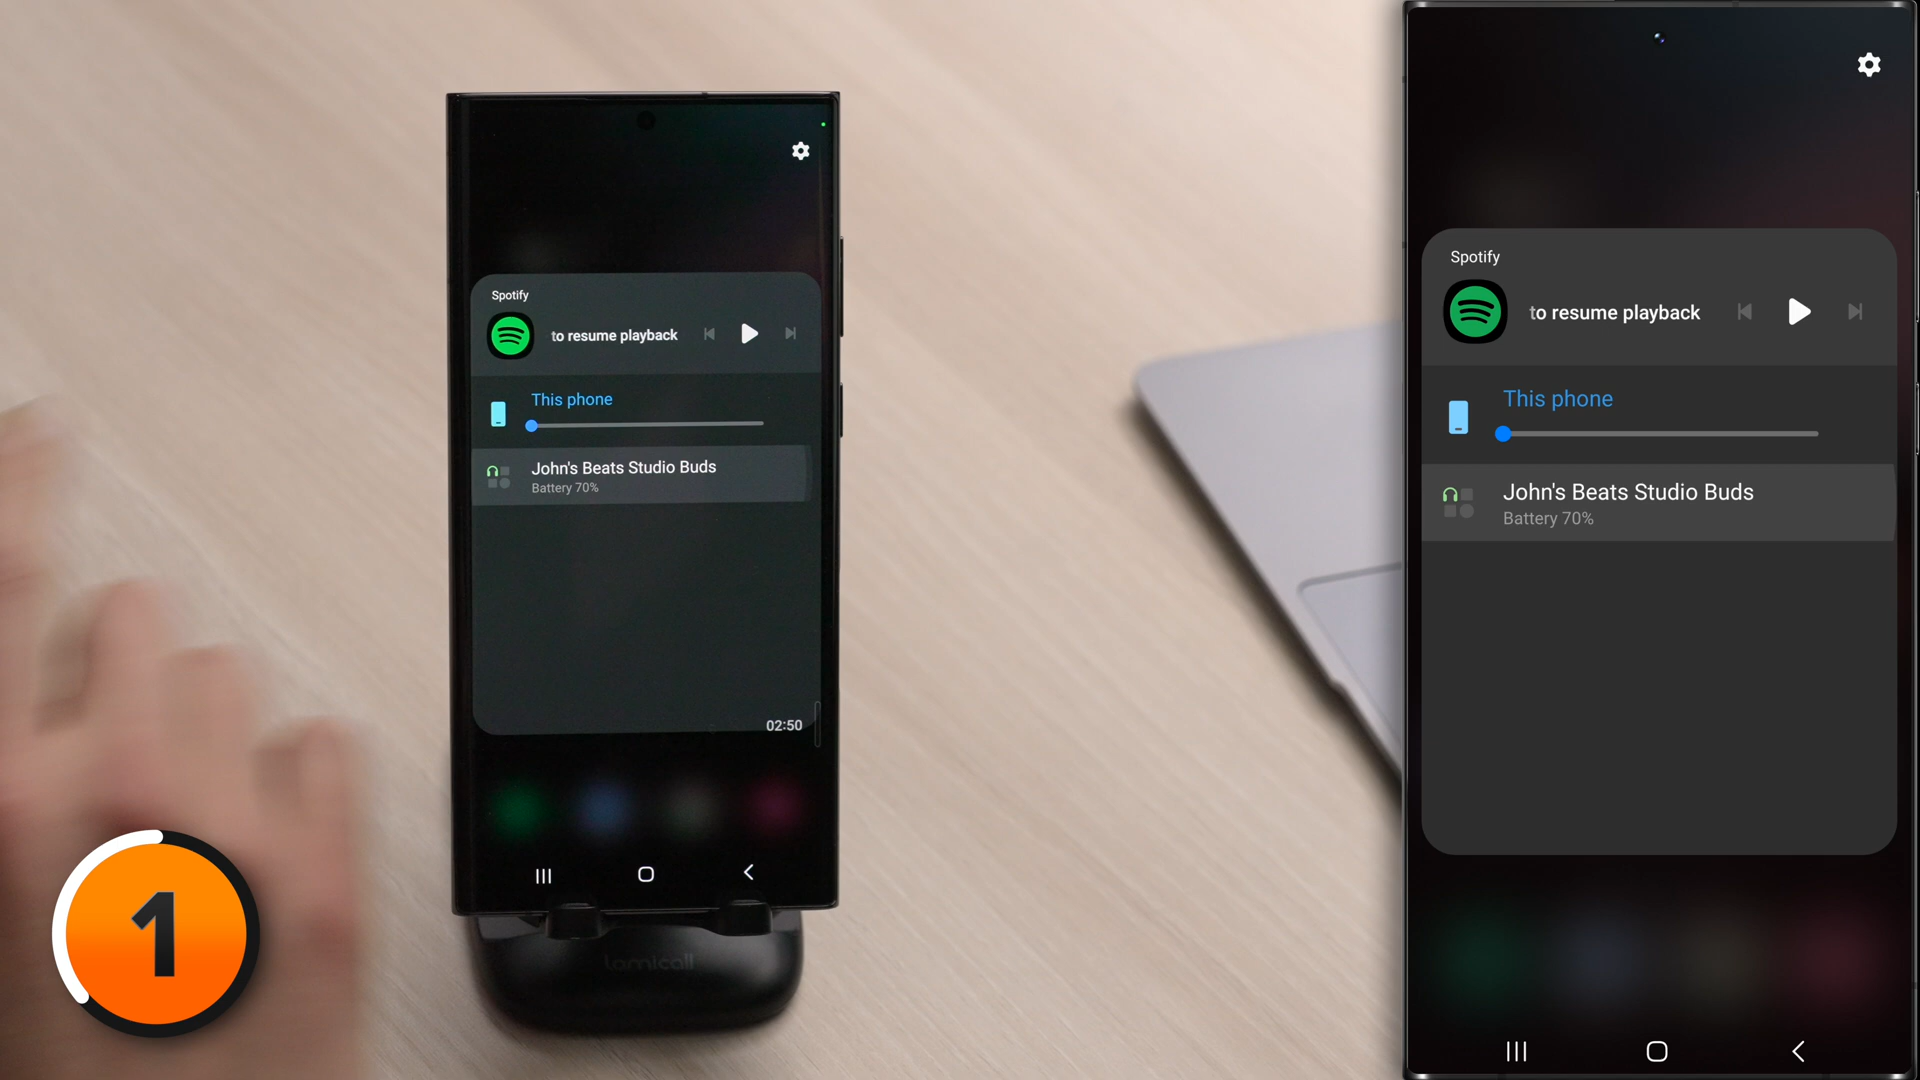 Spotify
to resume playback
This phone
John's Beats Studio Buds
Battery 70%
02:50
lamicall
1
Spotify
to resume playback
This phone
John's Beats Studio Buds
Battery 70%